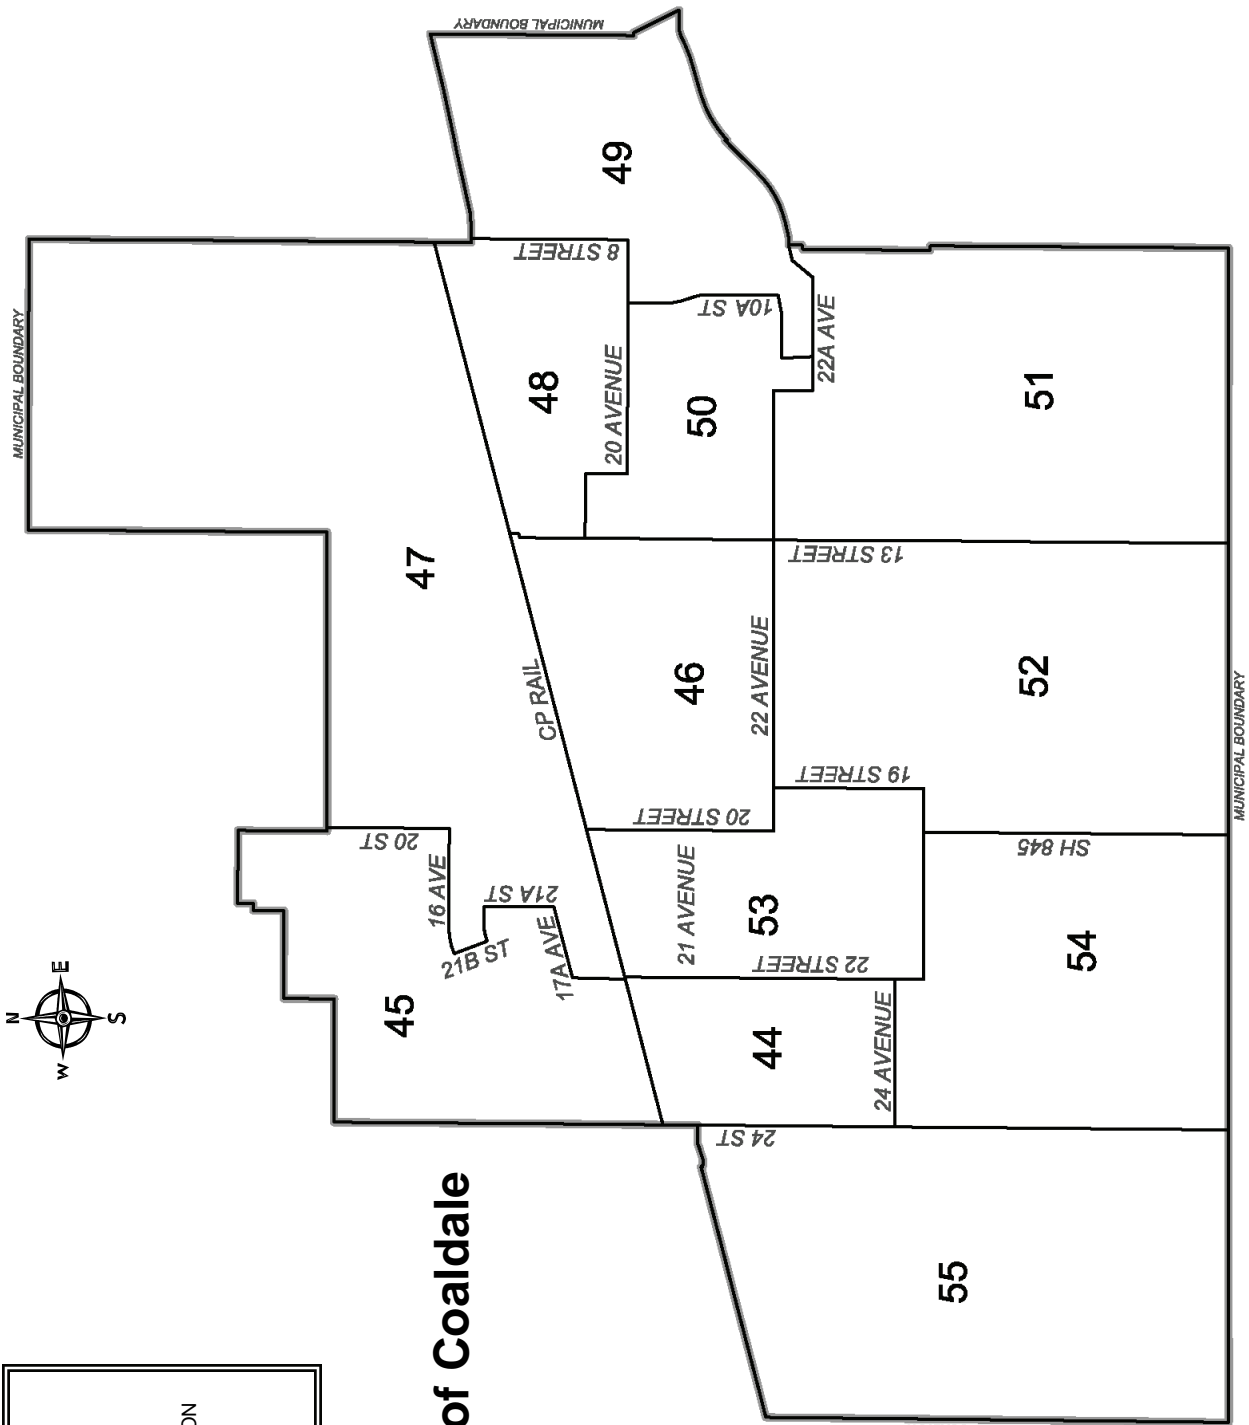 MUNICIPAL BOUNDARY
MUNICIPAL BOUNDARY
MUNICIPAL BOUNDARY
N
E
S
W
of Coaldale
45
47
49
48
50
46
51
52
53
44
54
55
8 STREET
20 AVENUE
10A ST
22A AVE
13 STREET
CP RAIL
22 AVENUE
19 STREET
20 STREET
20 ST
16 AVE
21A ST
21B ST
17A AVE
21 AVENUE
22 STREET
SH 845
24 AVENUE
24 ST